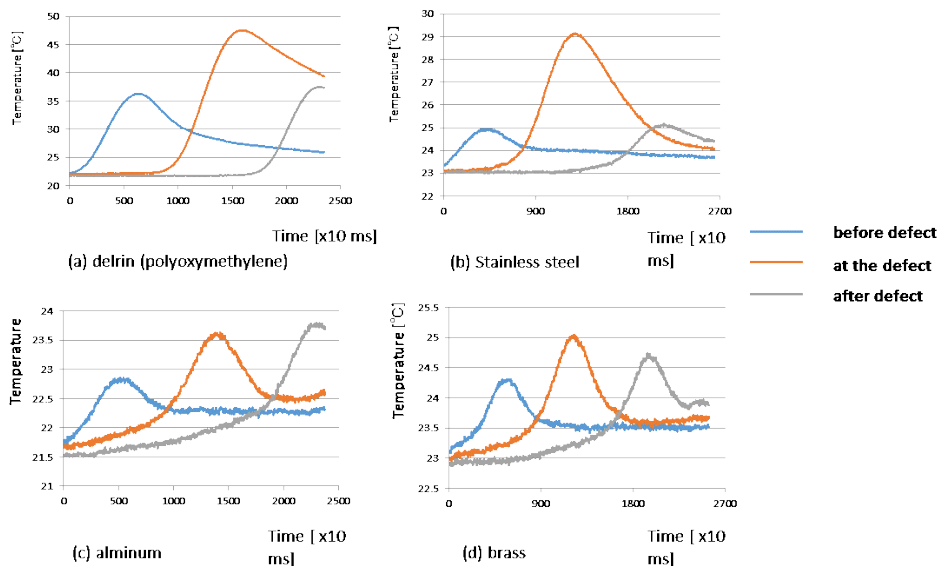 Temperature [℃]
50
45
40
35
30
25
20
0
500
1000
1500
2000
2500
Time [x10 ms]
(a) delrin (polyoxymethylene)
Temperature [℃]
30
29
28
27
26
25
24
23
22
0
900
1800
2700
Time [ x10
ms]
(b) Stainless steel
before defect
at the defect
after defect
Temperature
24
23.5
23
22.5
22
21.5
21
0
500
1000
1500
2000
2500
Time [ x10
ms]
(c) alminum
Temperature [℃]
25.5
25
24.5
24
23.5
23
22.5
0
900
1800
2700
Time [ x10
ms]
(d) brass